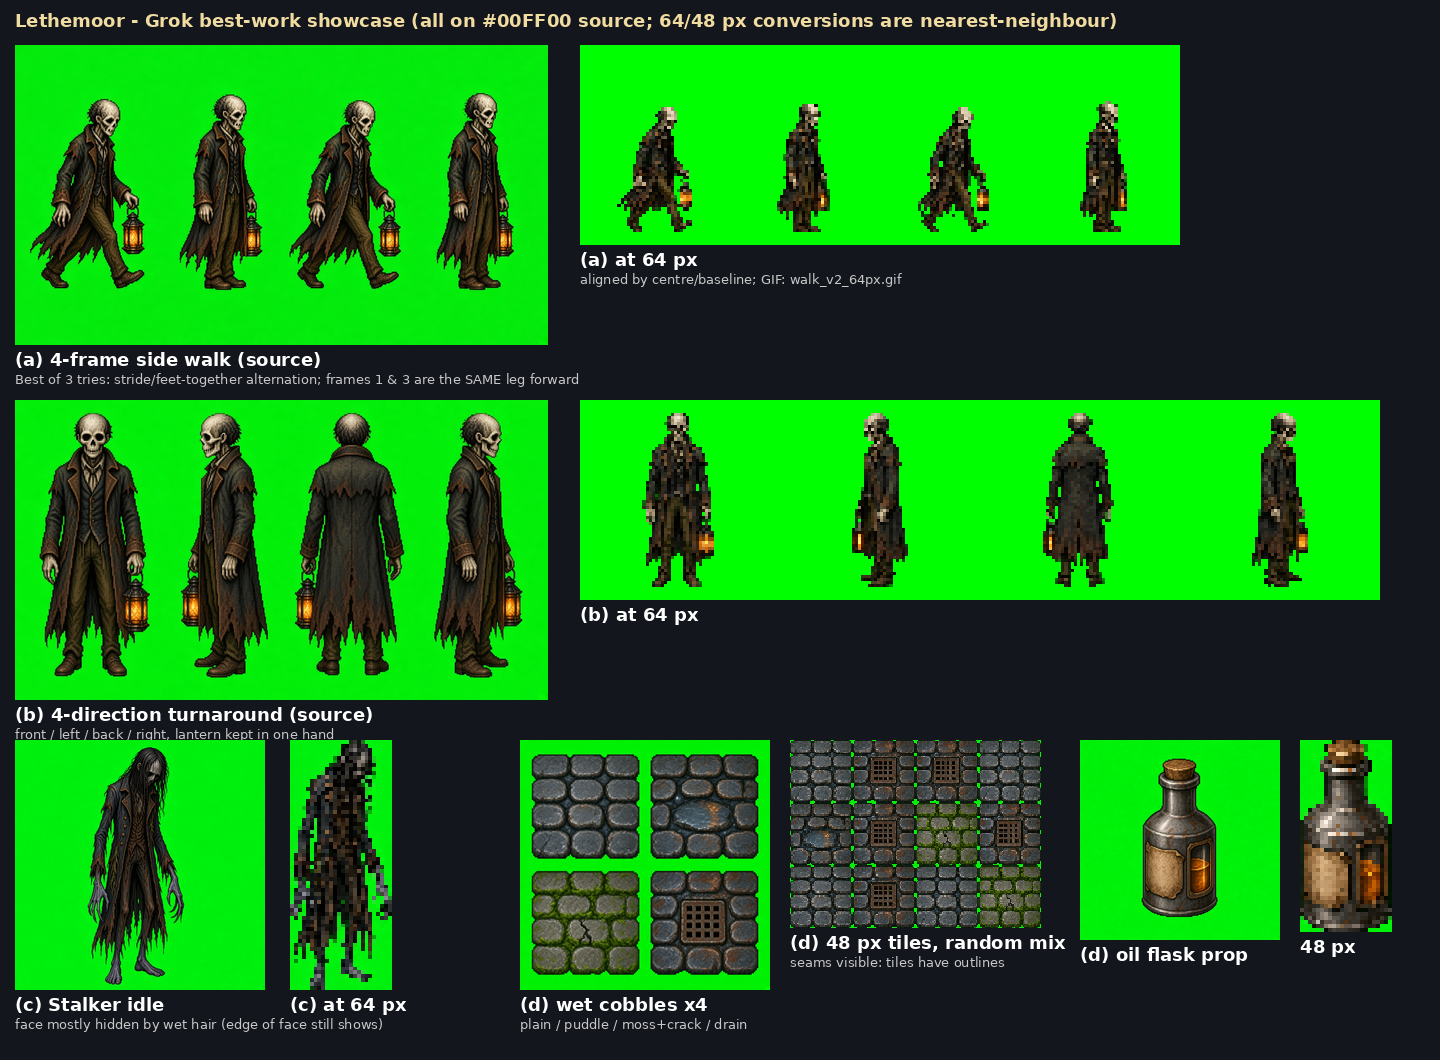 Lethemoor - Grok best-work showcase (all on #00FF00 source; 64/48 px conversions are nearest-neighbour)
(a) at 64 px
aligned by centre/baseline; GIF: walk_v2_64px.gif
(a) 4-frame side walk (source)
Best of 3 tries: stride/feet-together alternation; frames 1 & 3 are the SAME leg forward
(b) at 64 px
(b) 4-direction turnaround (source)
front / left / back / right, lantern kept in one hand
(c) Stalker idle
face mostly hidden by wet hair (edge of face still shows)
(c) at 64 px
(d) wet cobbles x4
plain / puddle / moss+crack / drain
(d) 48 px tiles, random mix
seams visible: tiles have outlines
(d) oil flask prop
48 px